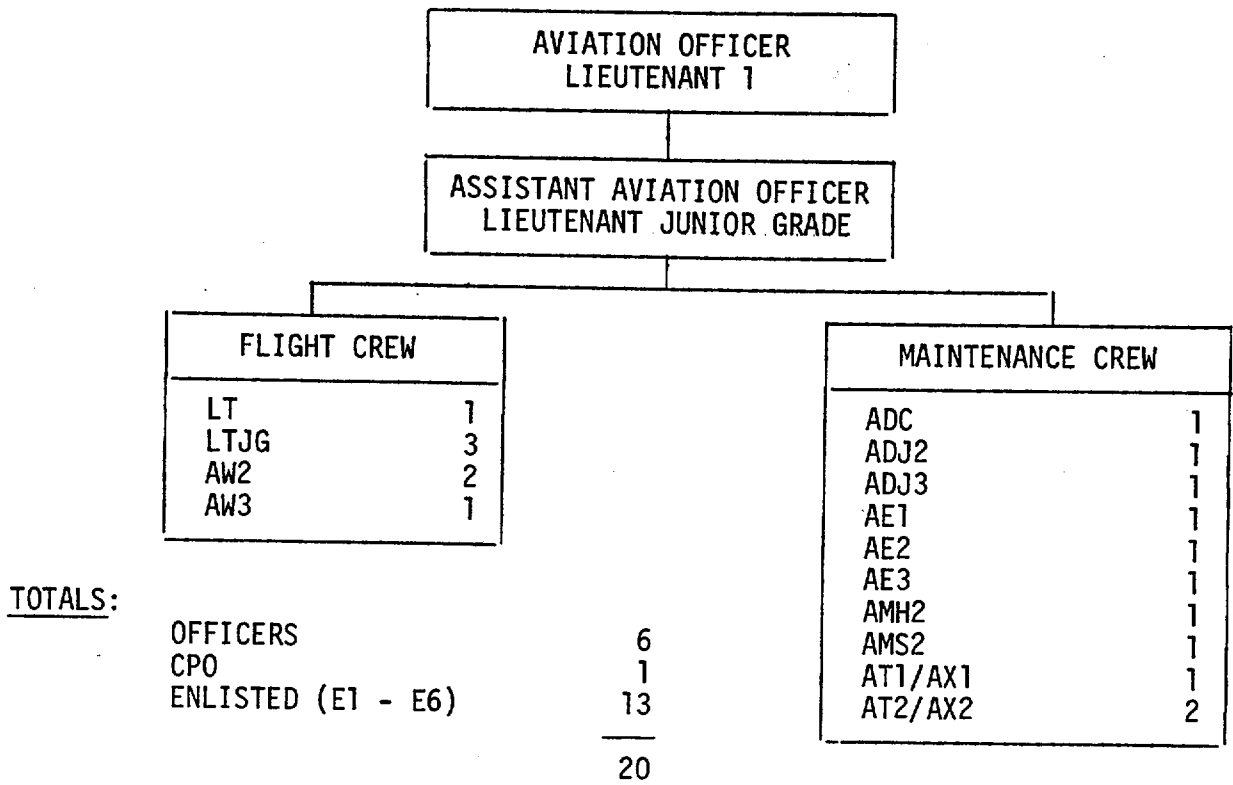 AVIATION OFFICER
LIEUTENANT 1
ASSISTANT AVIATION OFFICER
LIEUTENANT JUNIOR GRADE
FLIGHT CREW
LT 1
LTJG 3
AW2 2
AW3 1
MAINTENANCE CREW
ADC 1
ADJ2 1
ADJ3 1
AE1 1
AE2 1
AE3 1
AMH2 1
AMS2 1
AT1/AX1 1
AT2/AX2 2
TOTALS:
OFFICERS 6
CPO 1
ENLISTED (E1 - E6) 13
20